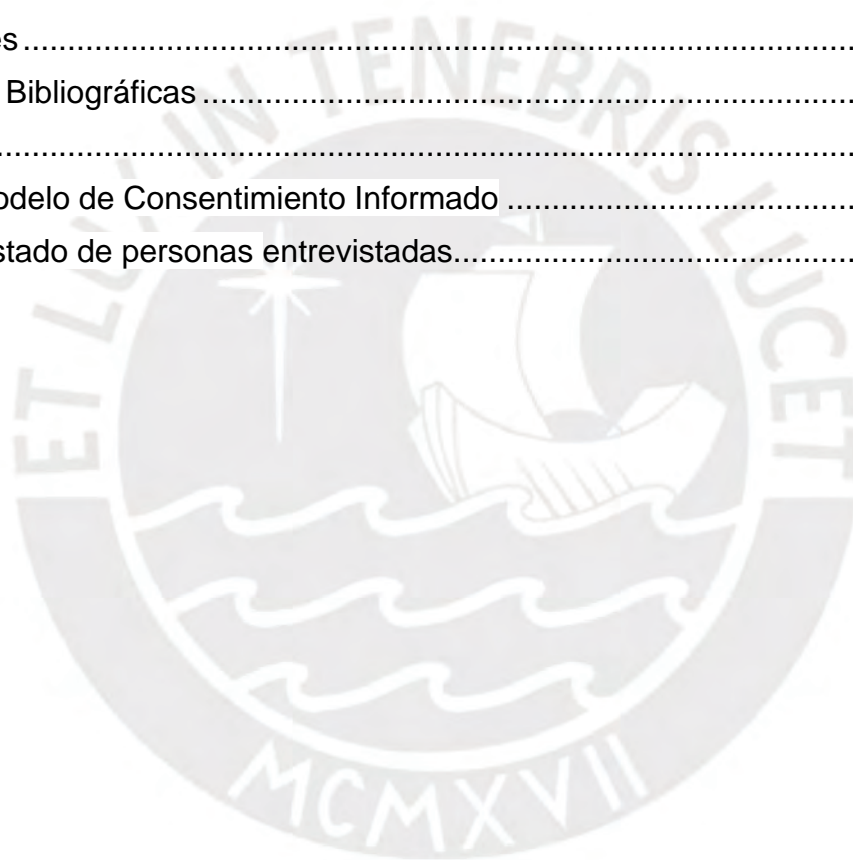 es........................................................................................................
Bibliográficas........................................................................................
........................................................................................................
odelo de Consentimiento Informado ...........................................
stado de personas entrevistadas.................................................
ET LUX IN TENEBRIS LUCET
MCMXVII